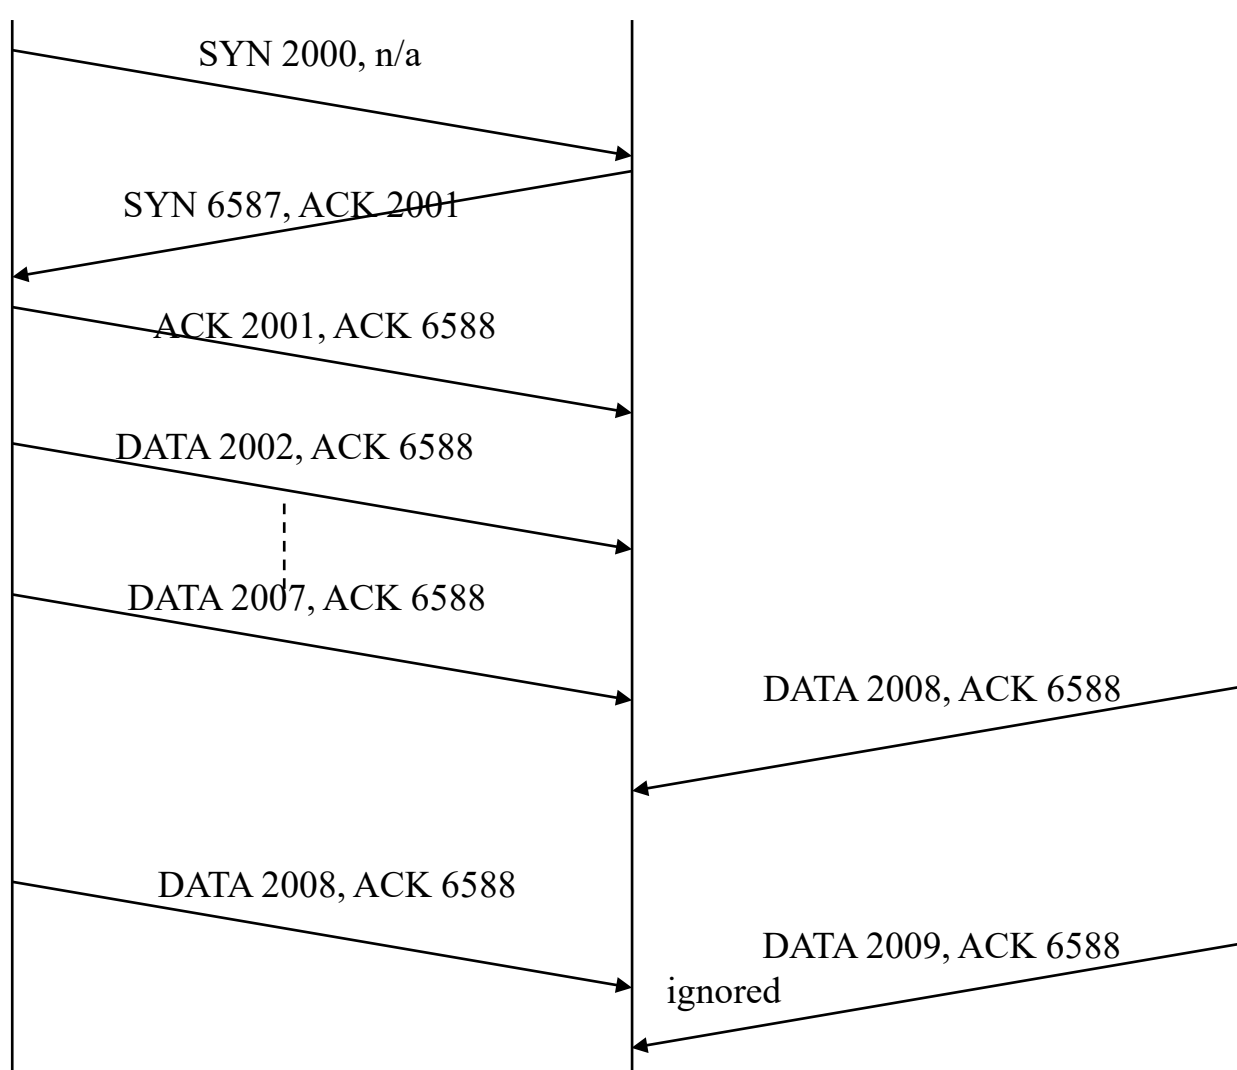 SYN 2000, n/a
SYN 6587, ACK 2001
ACK 2001, ACK 6588
DATA 2002, ACK 6588
DATA 2007, ACK 6588
DATA 2008, ACK 6588
DATA 2008, ACK 6588
DATA 2009, ACK 6588
ignored